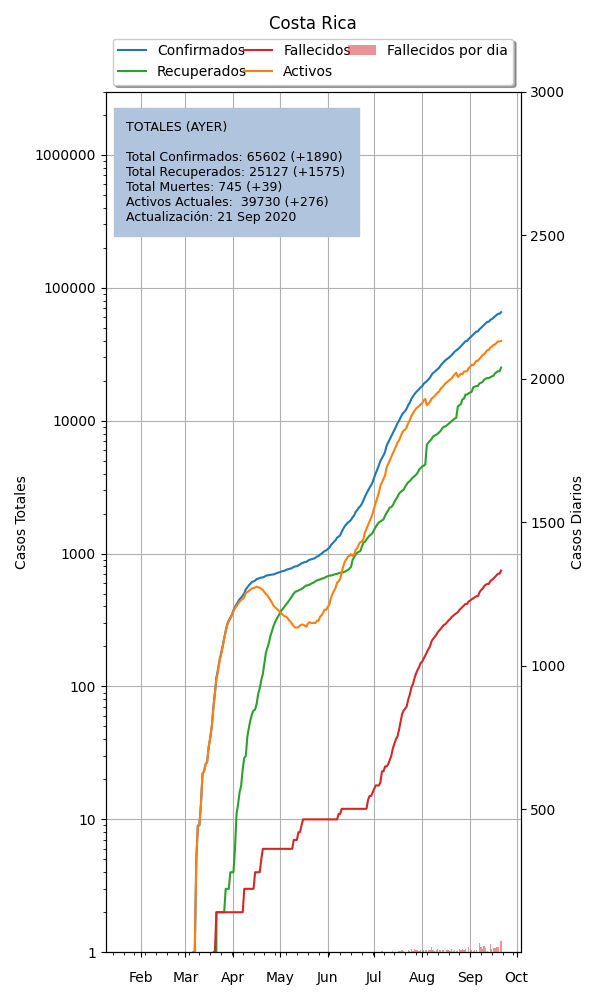 Costa Rica
Confirmados
Fallecidos
Fallecidos por dia
Recuperados
Activos
TOTALES (AYER)
Total Confirmados: 65602 (+1890)
Total Recuperados: 25127 (+1575)
Total Muertes: 745 (+39)
Activos Actuales:  39730 (+276)
Actualización: 21 Sep 2020
Casos Totales
1000000
100000
10000
1000
100
10
1
3000
2500
2000
1500
1000
500
Casos Diarios
Feb Mar Apr May Jun Jul Aug Sep Oct